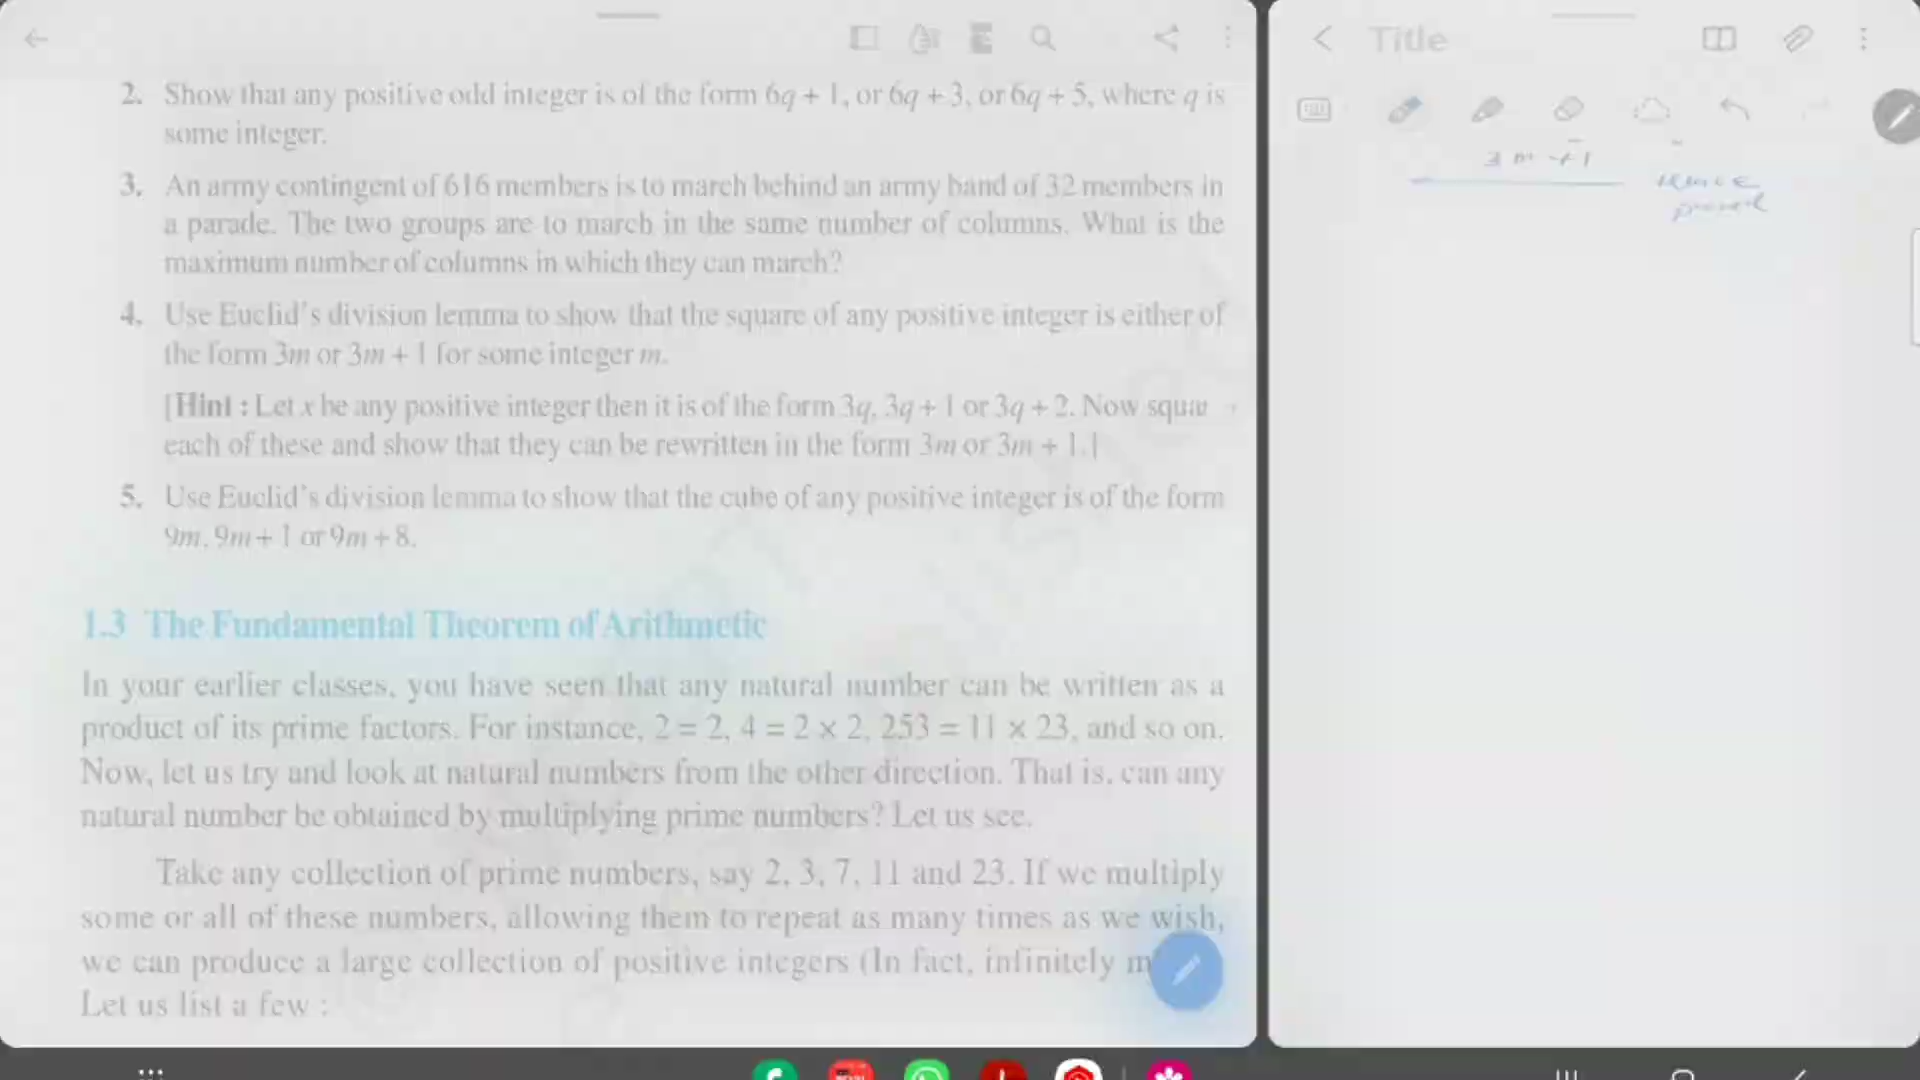 2. Show that any positive odd integer is of the form 6q + 1, or 6q + 3, or 6q + 5, where q is
some integer.
3. An army contingent of 616 members is to march behind an army band of 32 members in
a parade. The two groups are to march in the same number of columns. What is the
maximum number of columns in which they can march?
4. Use Euclid's division lemma to show that the square of any positive integer is either of
the form 3m or 3m + 1 for some integer m.
[Hint : Let x be any positive integer then it is of the form 3q, 3q + 1 or 3q + 2. Now squar
each of these and show that they can be rewritten in the form 3m or 3m + 1.]
5. Use Euclid's division lemma to show that the cube of any positive integer is of the form
9m, 9m + 1 or 9m + 8.
1.3 The Fundamental Theorem of Arithmetic
In your earlier classes, you have seen that any natural number can be written as a
product of its prime factors. For instance, 2 = 2, 4 = 2 × 2, 253 = 11 × 23, and so on.
Now, let us try and look at natural numbers from the other direction. That is, can any
natural number be obtained by multiplying prime numbers? Let us see.
Take any collection of prime numbers, say 2, 3, 7, 11 and 23. If we multiply
some or all of these numbers, allowing them to repeat as many times as we wish,
we can produce a large collection of positive integers (In fact, infinitely m
Let us list a few :
Title
3m+1
Hence
proved